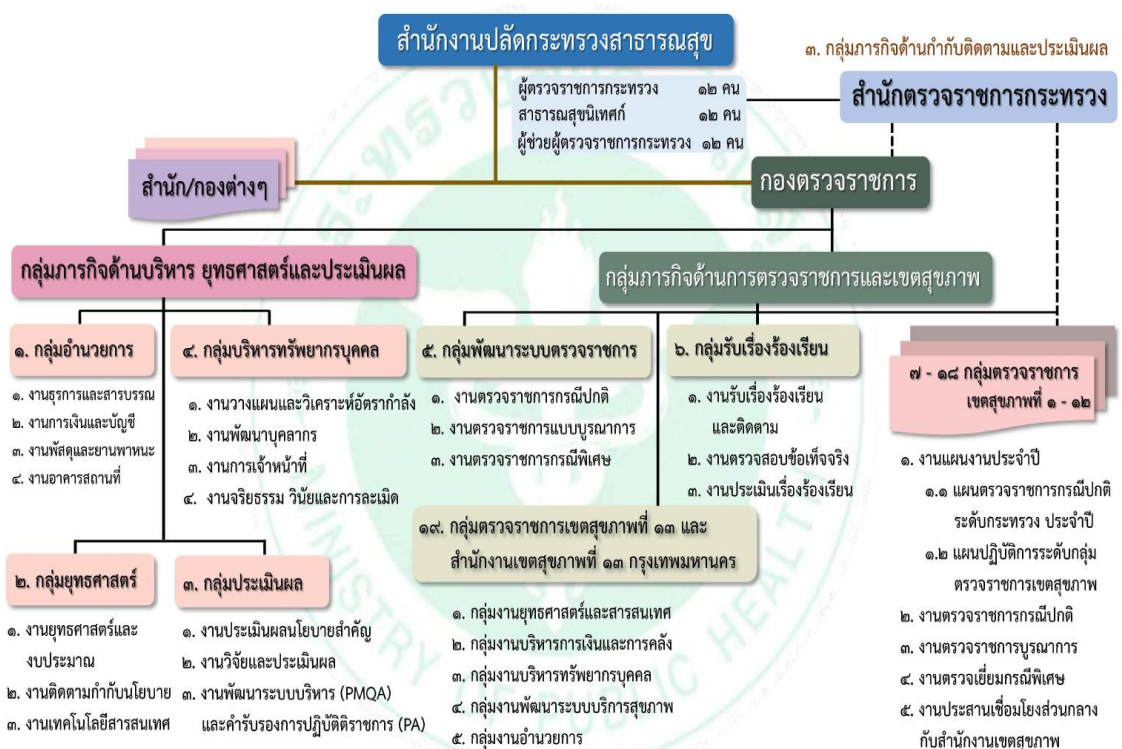 สำนักงานปลัดกระทรวงสาธารณสุข
๓. กลุ่มภารกิจด้านกำกับติดตามและประเมินผล
ผู้ตรวจราชการกระทรวง ๑๒ คน
สาธารณสุขนิเทศก์ ๑๒ คน
ผู้ช่วยผู้ตรวจราชการกระทรวง ๑๒ คน
สำนักตรวจราชการกระทรวง
สำนัก/กองต่างๆ
กองตรวจราชการ
กลุ่มภารกิจด้านบริหาร ยุทธศาสตร์และประเมินผล
กลุ่มภารกิจด้านการตรวจราชการและเขตสุขภาพ
๑. กลุ่มอำนวยการ
๑. งานธุรการและสารบรรณ
๒. งานการเงินและบัญชี
๓. งานพัสดุและยานพาหนะ
๔. งานอาคารสถานที่
๔. กลุ่มบริหารทรัพยากรบุคคล
๑. งานวางแผนและวิเคราะห์อัตรากำลัง
๒. งานพัฒนาบุคลากร
๓. งานการเจ้าหน้าที่
๔. งานจริยธรรม วินัยและการละเมิด
๕. กลุ่มพัฒนาระบบตรวจราชการ
๑. งานตรวจราชการกรณีปกติ
๒. งานตรวจราชการแบบบูรณาการ
๓. งานตรวจราชการกรณีพิเศษ
๖. กลุ่มรับเรื่องร้องเรียน
๑. งานรับเรื่องร้องเรียน
และติดตาม
๒. งานตรวจสอบข้อเท็จจริง
๓. งานประเมินเรื่องร้องเรียน
๗ - ๑๘ กลุ่มตรวจราชการ
เขตสุขภาพที่ ๑ - ๑๒
๑. งานแผนงานประจำปี
๑.๑ แผนตรวจราชการกรณีปกติ
ระดับกระทรวง ประจำปี
๑.๒ แผนปฏิบัติการระดับกลุ่ม
ตรวจราชการเขตสุขภาพ
๒. งานตรวจราชการกรณีปกติ
๓. งานตรวจราชการบูรณาการ
๔. งานตรวจเยี่ยมกรณีพิเศษ
๕. งานประสานเชื่อมโยงส่วนกลาง
กับสำนักงานเขตสุขภาพ
๒. กลุ่มยุทธศาสตร์
๑. งานยุทธศาสตร์และ
งบประมาณ
๒. งานติดตามกำกับนโยบาย
๓. งานเทคโนโลยีสารสนเทศ
๓. กลุ่มประเมินผล
๑. งานประเมินผลนโยบายสำคัญ
๒. งานวิจัยและประเมินผล
๓. งานพัฒนาระบบบริหาร (PMQA)
และคำรับรองการปฏิบัติติราชการ (PA)
๑๙. กลุ่มตรวจราชการเขตสุขภาพที่ ๑๓ และ
สำนักงานเขตสุขภาพที่ ๑๓ กรุงเทพมหานคร
๑. กลุ่มงานยุทธศาสตร์และสารสนเทศ
๒. กลุ่มงานบริหารการเงินและการคลัง
๓. กลุ่มงานบริหารทรัพยากรบุคคล
๔. กลุ่มงานพัฒนาระบบบริการสุขภาพ
๕. กลุ่มงานอำนวยการ
MINISTRY OF PUBLIC HEALTH